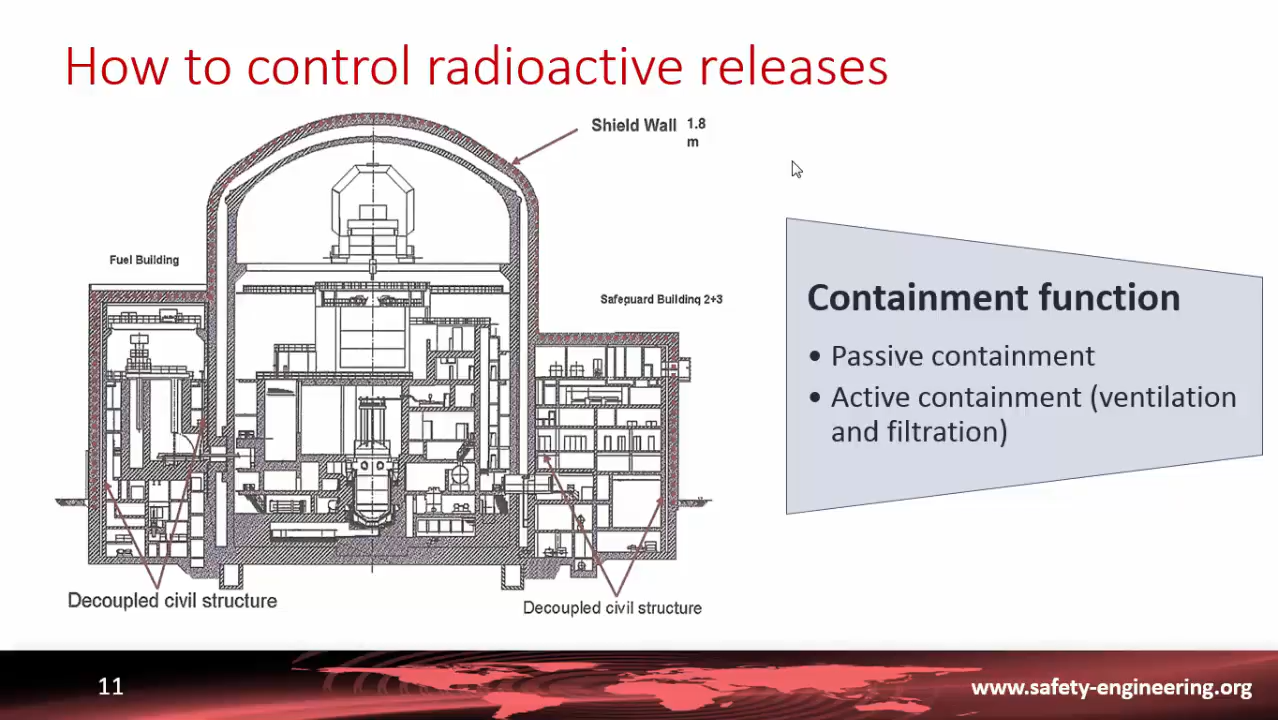 How to control radioactive releases
Shield Wall 1.8
m
Fuel Building
Safeguard Building 2+3
Containment function
• Passive containment
• Active containment (ventilation
and filtration)
Decoupled civil structure
Decoupled civil structure
11
www.safety-engineering.org